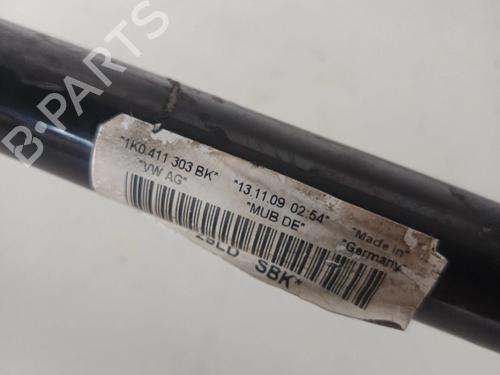 B-PARTS
"1K0 411 303 BK" "13.11.09 02:54" "Made in
"VW AG" "MUB DE" "Germany"
SBK"